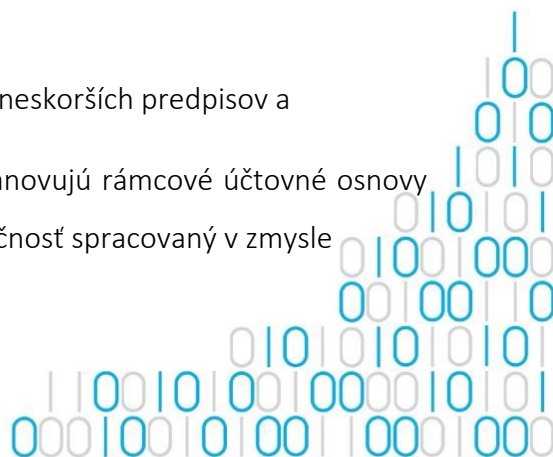 neskorších predpisov a
novujú rámcové účtovné osnovy
čnosť spracovaný v zmysle